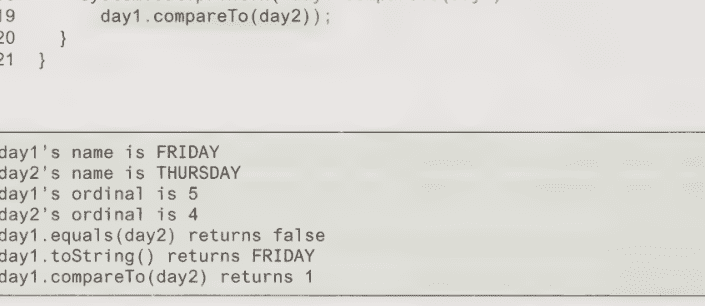 19 day1.compareTo(day2));
20 }
21 }
day1's name is FRIDAY
day2's name is THURSDAY
day1's ordinal is 5
day2's ordinal is 4
day1.equals(day2) returns false
day1.toString() returns FRIDAY
day1.compareTo(day2) returns 1